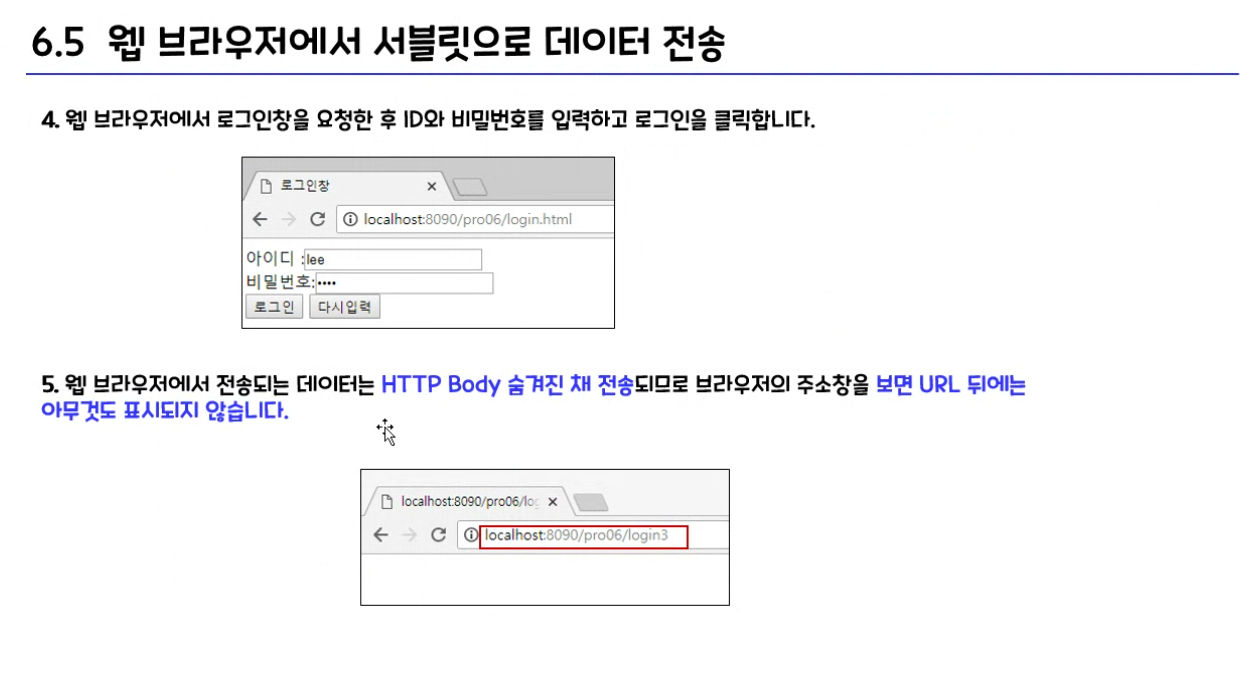 6.5 웹 브라우저에서 서블릿으로 데이터 전송
4. 웹 브라우저에서 로그인창을 요청한 후 ID와 비밀번호를 입력하고 로그인을 클릭합니다.
로그인창
localhost:8090/pro06/login.html
아이디 :lee
비밀번호:••••
로그인 다시입력
5. 웹 브라우저에서 전송되는 데이터는 HTTP Body 숨겨진 채 전송되므로 브라우저의 주소창을 보면 URL 뒤에는
아무것도 표시되지 않습니다.
localhost:8090/pro06/lo
localhost:8090/pro06/login3